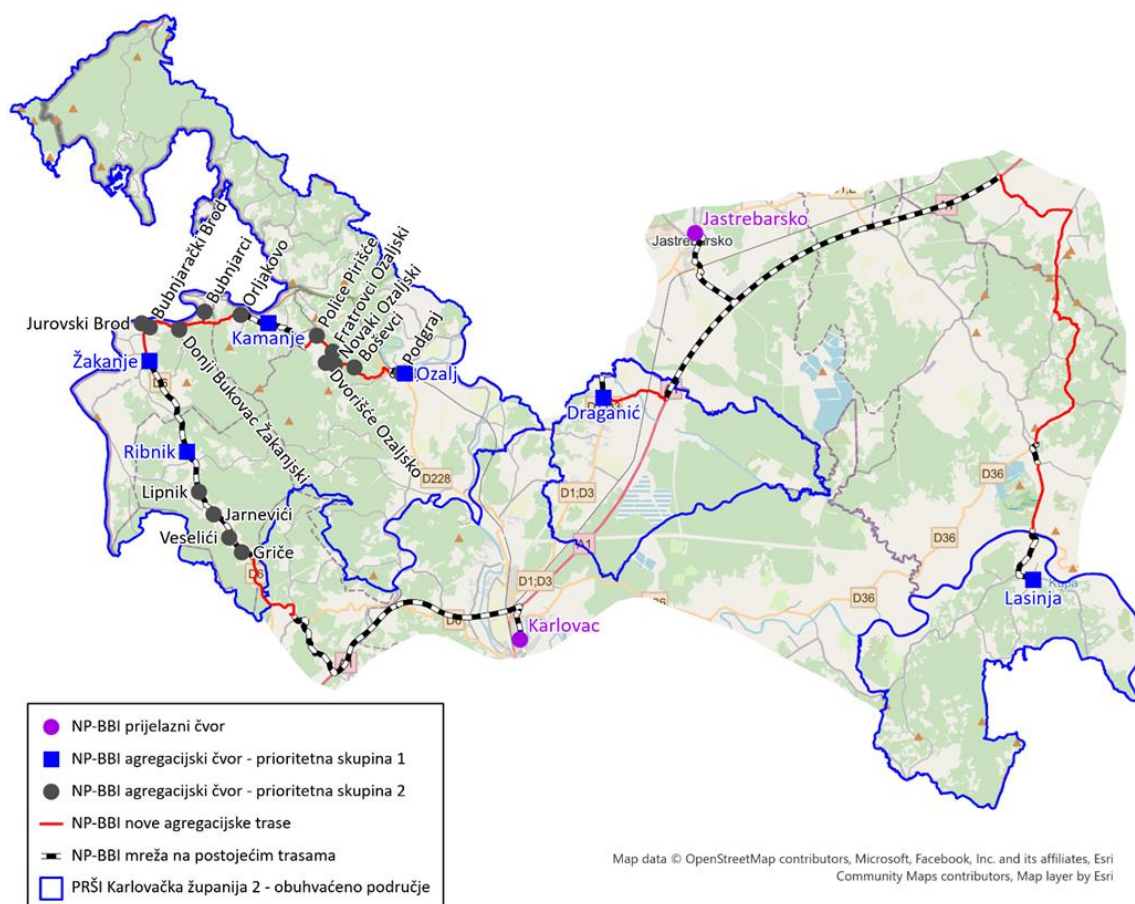 Jastrebarsko
Jastrebarsko
Bubnjarački Brod
Bubnjarci
Orljakovo
Police Pirišće
Fratrovci Ozaljski
Novaki Ozaljski
Boševci
Podgraj
Jurovski Brod
Kamanje
Žakanje
Ozalj
Donji Bukovac Žakanjski
Dvorišće Ozaljsko
Draganić
Ribnik
D228
D36
Lipnik
D1;D3
Jarnevići
Veselići
A1
D36
Griče
D6
D1;D3
D36
Kupa
Lasinja
D6
Karlovac
NP-BBI prijelazni čvor
NP-BBI agregacijski čvor - prioritetna skupina 1
NP-BBI agregacijski čvor - prioritetna skupina 2
NP-BBI nove agregacijske trase
NP-BBI mreža na postojećim trasama
PRŠI Karlovačka županija 2 - obuhvaćeno područje
Map data © OpenStreetMap contributors, Microsoft, Facebook, Inc. and its affiliates, Esri
Community Maps contributors, Map layer by Esri